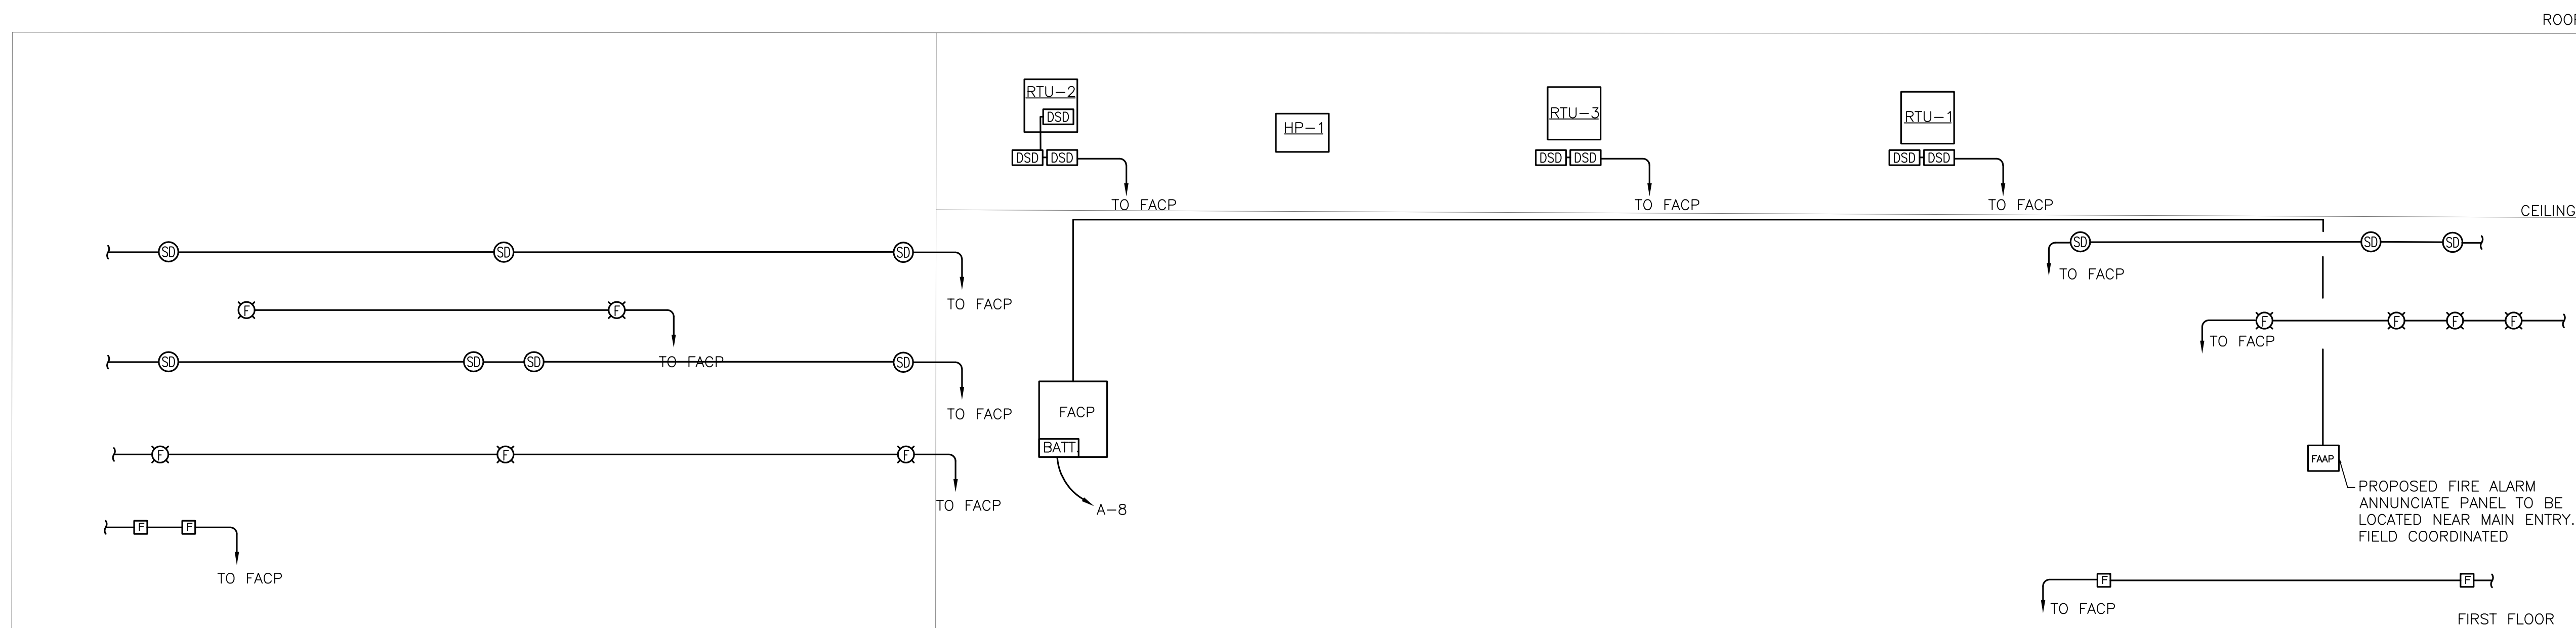 ROOF
RTU-2
DSD
DSD DSD
TO FACP
HP-1
RTU-3
DSD DSD
TO FACP
RTU-1
DSD DSD
TO FACP
CEILING
SD SD SD
TO FACP
F F
TO FACP
SD SD SD SD
TO FACP
F F F
TO FACP
F F
TO FACP
FACP
BATT.
A-8
SD SD SD
TO FACP
F F F F
TO FACP
FAAP
PROPOSED FIRE ALARM
ANNUNCIATE PANEL TO BE
LOCATED NEAR MAIN ENTRY.
FIELD COORDINATED
F F
TO FACP
FIRST FLOOR